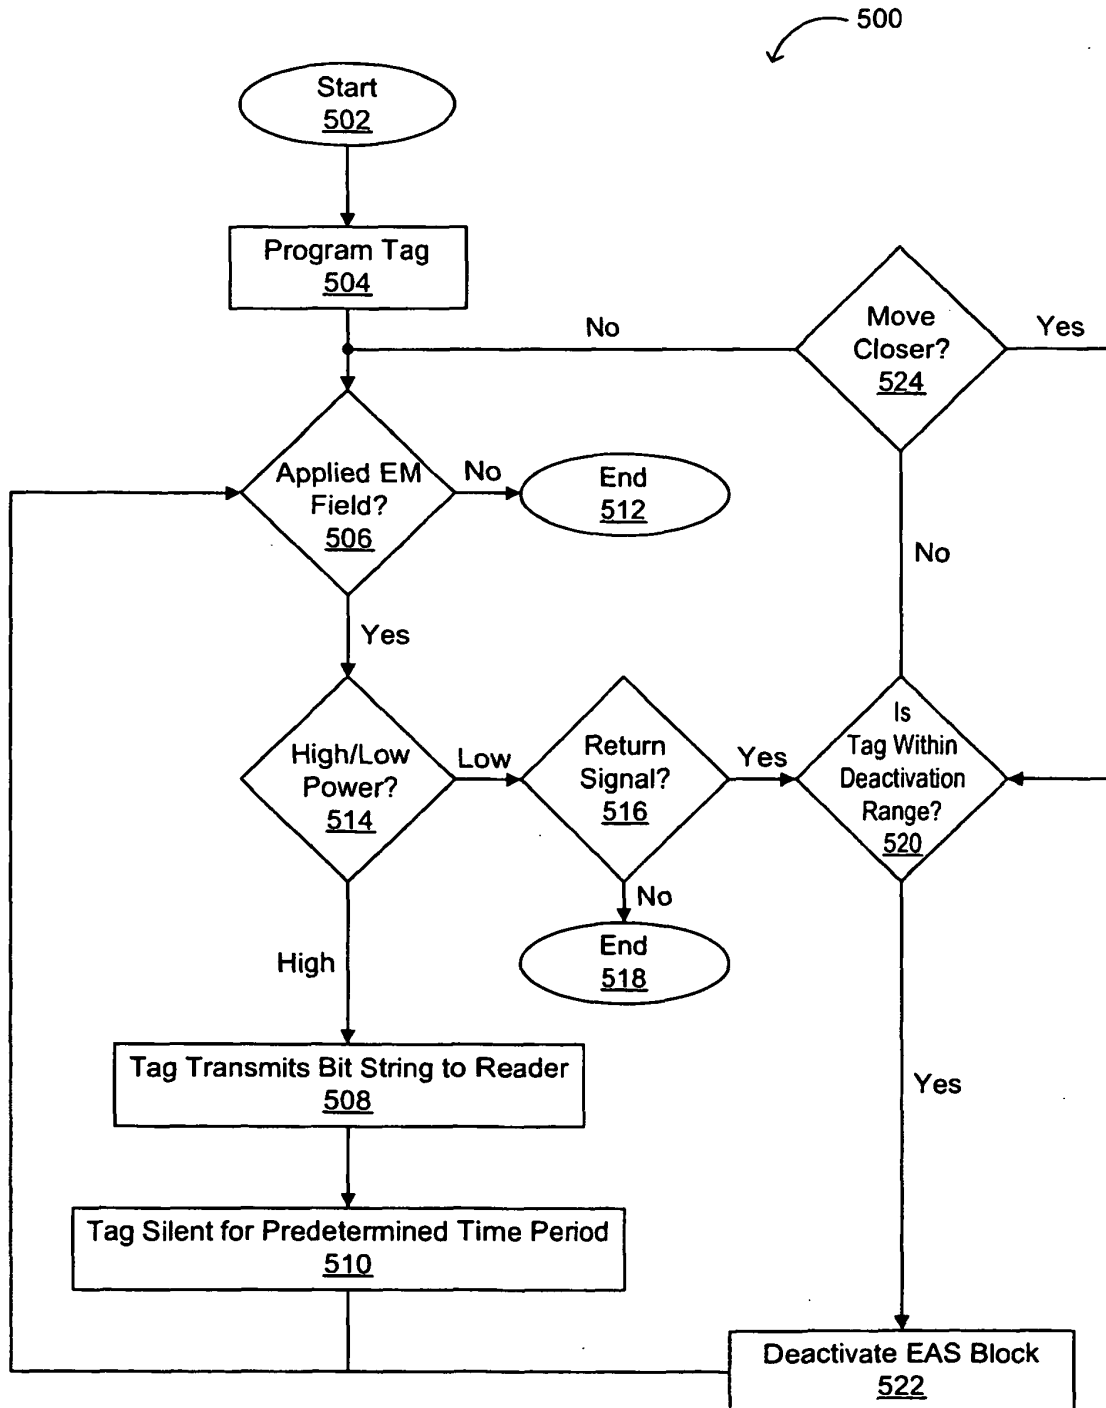 500
Start
502
Program Tag
504
No
Move
Closer?
524
Yes
Applied EM
Field?
506
No
End
512
No
Yes
High/Low
Power?
514
Low
Return
Signal?
516
Yes
Is
Tag Within
Deactivation
Range?
520
No
End
518
High
Tag Transmits Bit String to Reader
508
Yes
Tag Silent for Predetermined Time Period
510
Deactivate EAS Block
522